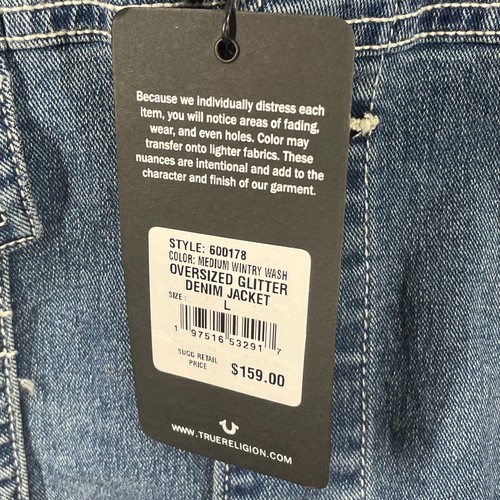 Because we individually distress each
item, you will notice areas of fading,
wear, and even holes. Color may
transfer onto lighter fabrics. These
nuances are intentional and add to the
character and finish of our garment.
STYLE: 600178
COLOR: MEDIUM WINTRY WASH
OVERSIZED GLITTER
DENIM JACKET
SIZE: L
1 97516 53291 7
SUGG RETAIL
PRICE $159.00
WWW.TRUERELIGION.COM